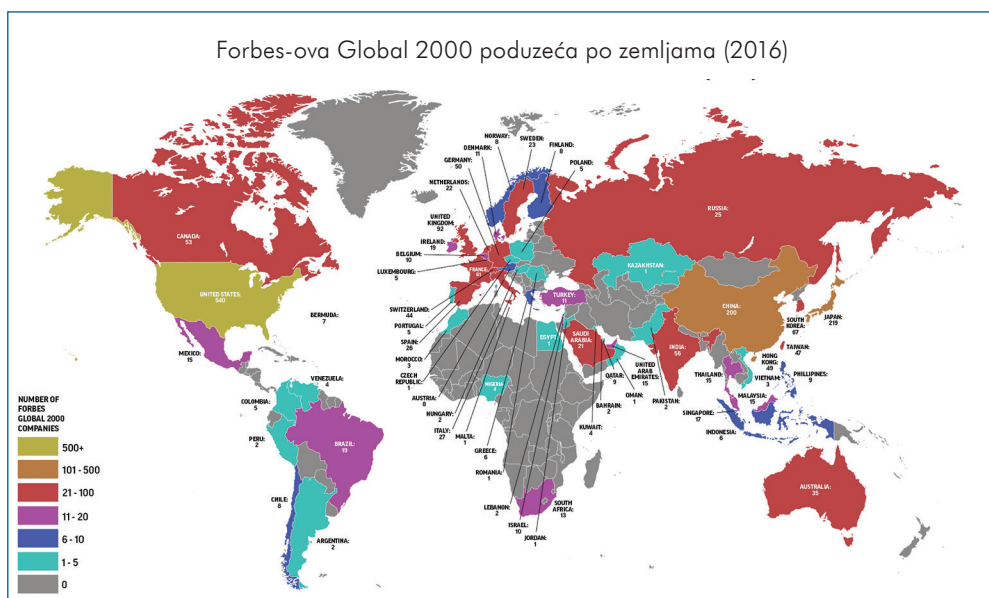 Forbes-ova Global 2000 poduzeća po zemljama (2016)
NORWAY:
8
SWEDEN:
23
FINLAND:
8
DENMARK:
11
POLAND:
5
GERMANY:
50
NETHERLANDS:
22
UNITED
KINGDOM:
92
IRELAND:
19
BELGIUM:
10
LUXEMBOURG:
5
FRANCE:
61
SWITZERLAND:
44
PORTUGAL:
5
SPAIN:
26
MOROCCO:
3
CZECH
REPUBLIC:
1
AUSTRIA:
8
HUNGARY:
2
ITALY:
27
MALTA:
1
GREECE:
6
ROMANIA:
1
LEBANON:
2
ISRAEL:
10
JORDAN:
1
RUSSIA:
25
CANADA:
53
UNITED STATES:
540
BERMUDA:
7
MEXICO:
15
VENEZUELA:
4
COLOMBIA:
5
PERU:
2
BRAZIL:
19
CHILE:
8
ARGENTINA:
2
KAZAKHSTAN:
1
TURKEY:
11
EGYPT:
1
SAUDI
ARABIA:
21
NIGERIA:
4
SOUTH
AFRICA:
13
KUWAIT:
4
BAHRAIN:
2
QATAR:
9
OMAN:
1
UNITED
ARAB
EMIRATES:
15
PAKISTAN:
2
INDIA:
56
CHINA:
200
SOUTH
KOREA:
67
JAPAN:
219
TAIWAN:
47
HONG
KONG:
49
VIETNAM:
3
THAILAND:
15
PHILLIPINES:
9
MALAYSIA:
15
SINGAPORE:
17
INDONESIA:
6
AUSTRALIA:
35
NUMBER OF
FORBES
GLOBAL 2000
COMPANIES
500+
101 - 500
21 - 100
11 - 20
6 - 10
1 - 5
0